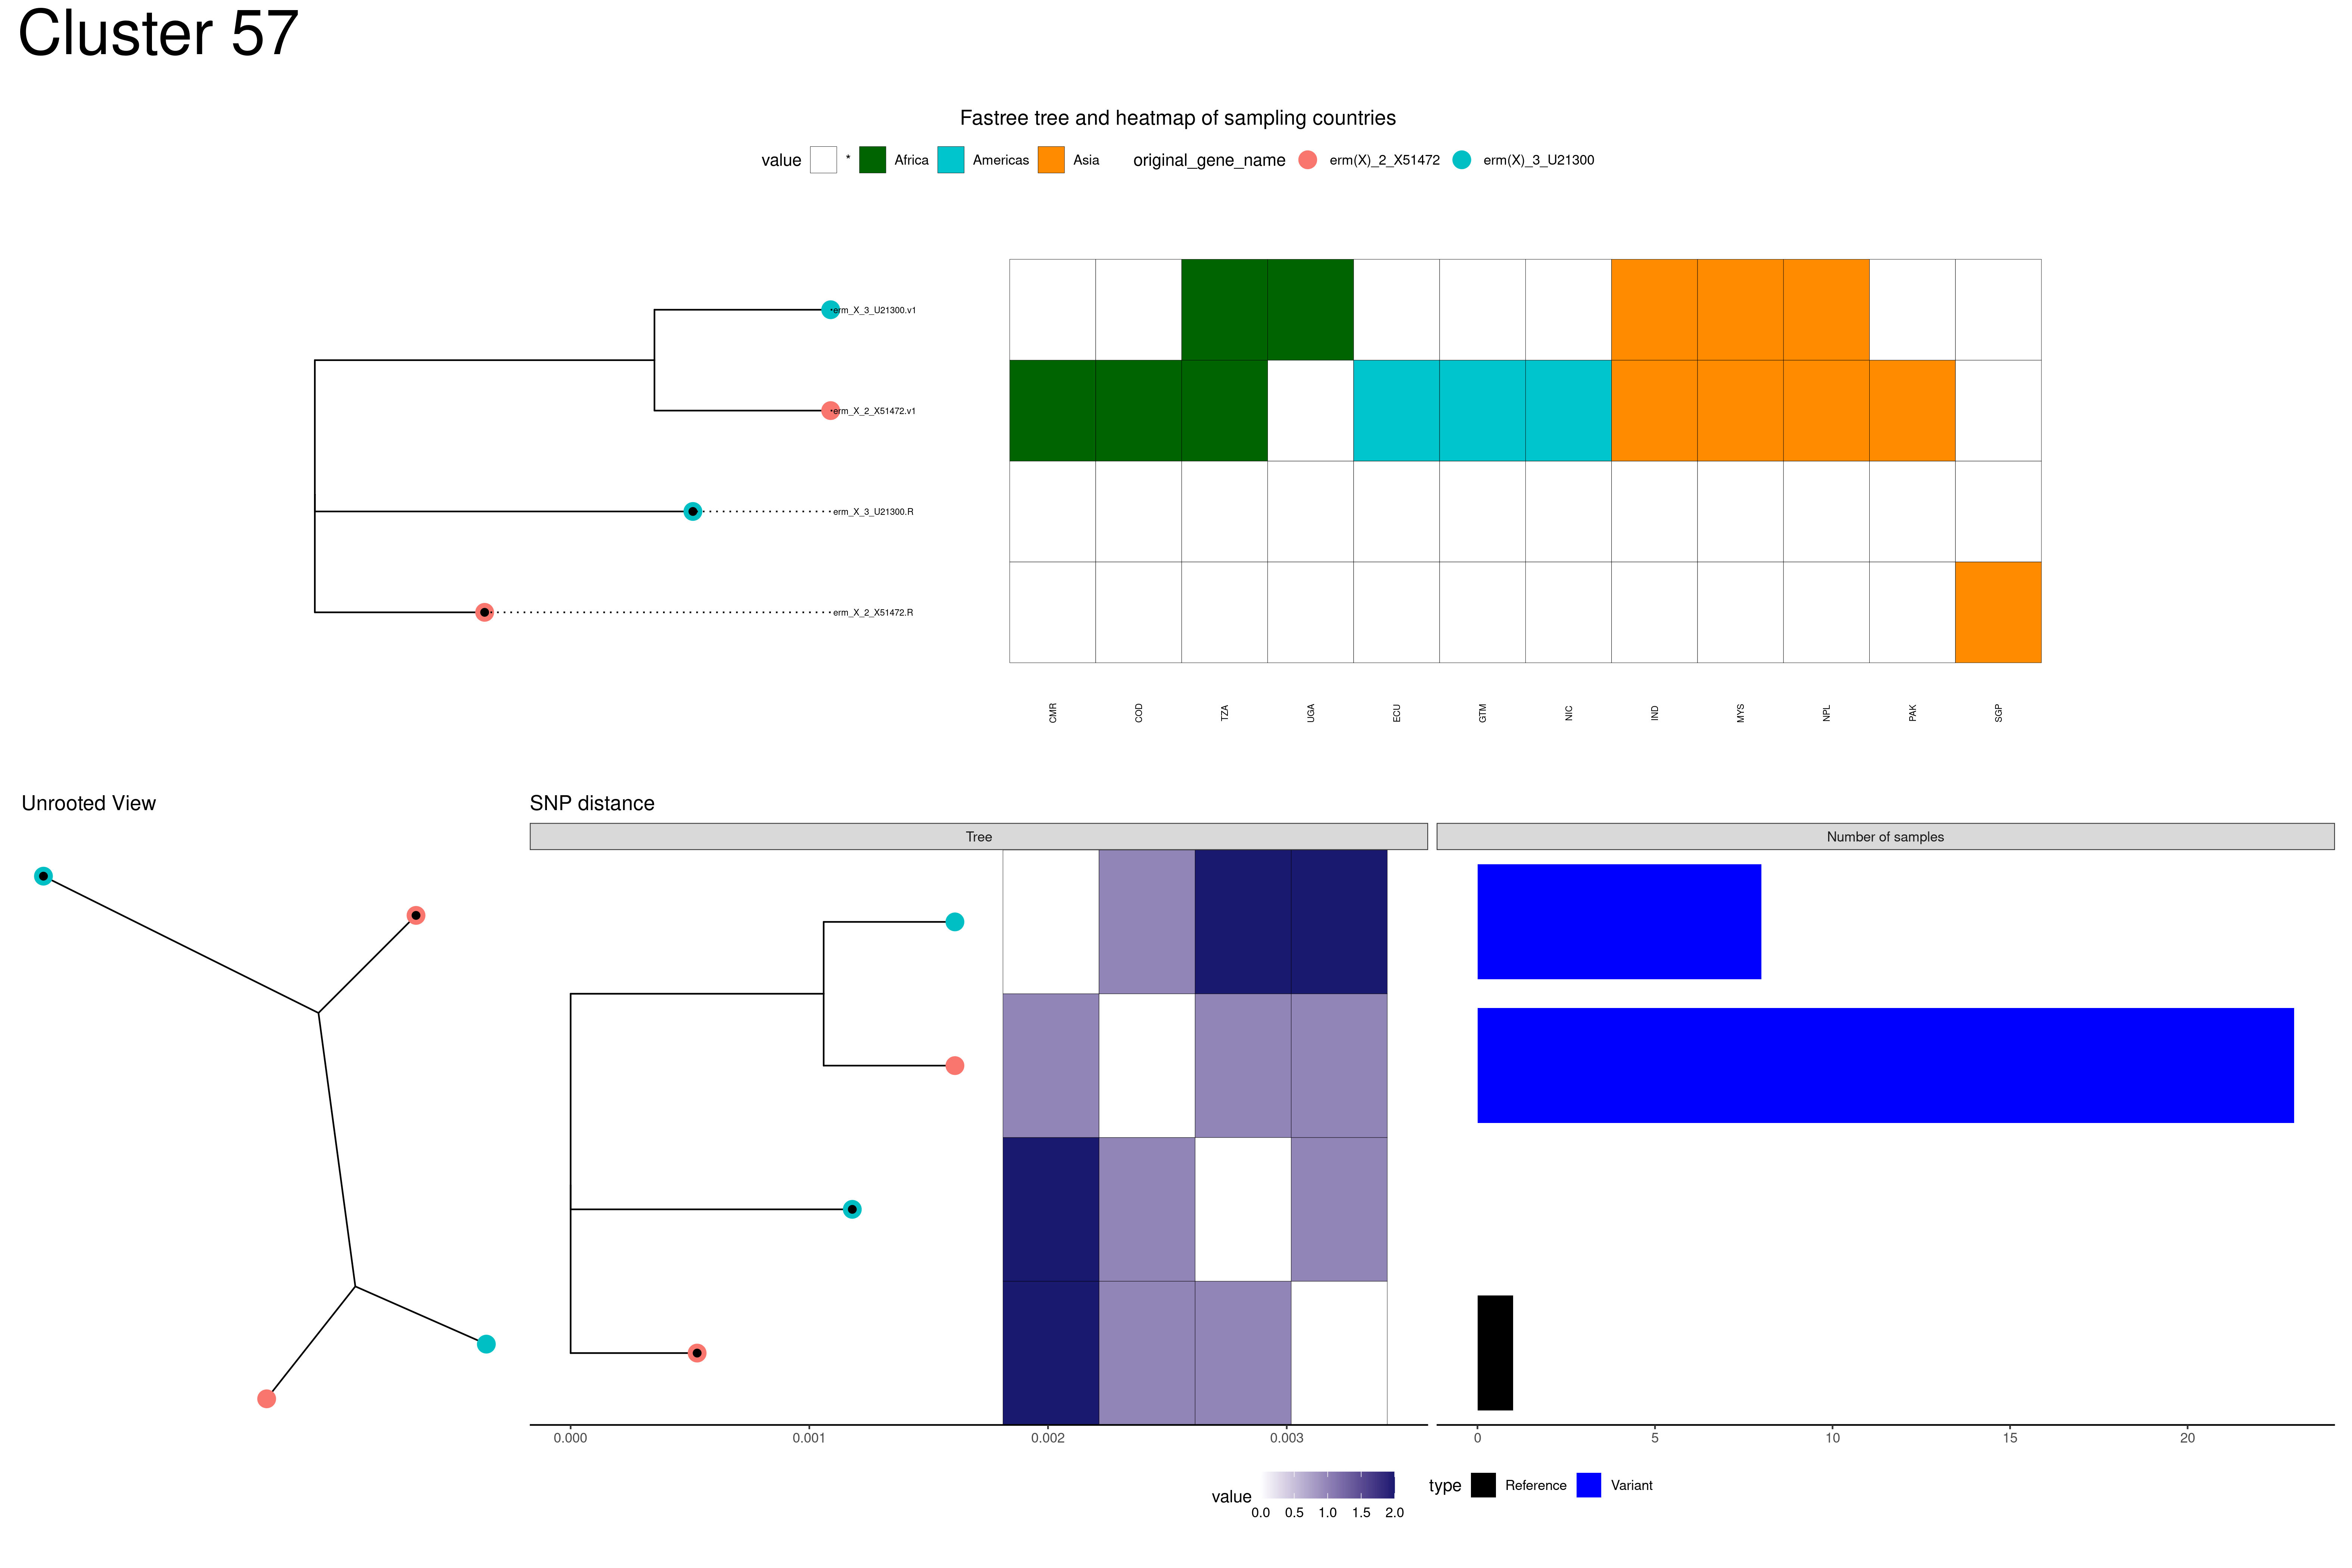 Cluster 57
Fastree tree and heatmap of sampling countries
value * Africa Americas Asia original_gene_name erm(X)_2_X51472 erm(X)_3_U21300
erm_X_3_U21300.v1
erm_X_2_X51472.v1
erm_X_3_U21300.R
erm_X_2_X51472.R
CMR COD TZA UGA ECU GTM NIC IND MYS NPL PAK SGP
Unrooted View
SNP distance
Tree
Number of samples
0.000 0.001 0.002 0.003
0 5 10 15 20
value
0.0 0.5 1.0 1.5 2.0
type Reference Variant